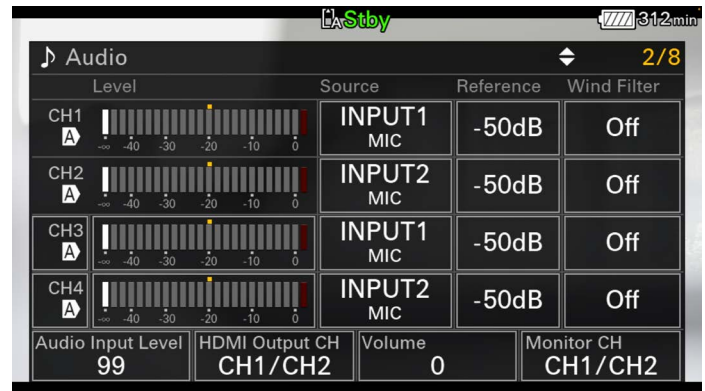 A Stby 312min
Audio 2/8
Level Source Reference Wind Filter
CH1 A -∞ -40 -30 -20 -10 0 INPUT1 MIC -50dB Off
CH2 A -∞ -40 -30 -20 -10 0 INPUT2 MIC -50dB Off
CH3 A -∞ -40 -30 -20 -10 0 INPUT1 MIC -50dB Off
CH4 A -∞ -40 -30 -20 -10 0 INPUT2 MIC -50dB Off
Audio Input Level HDMI Output CH Volume Monitor CH
99 CH1/CH2 0 CH1/CH2